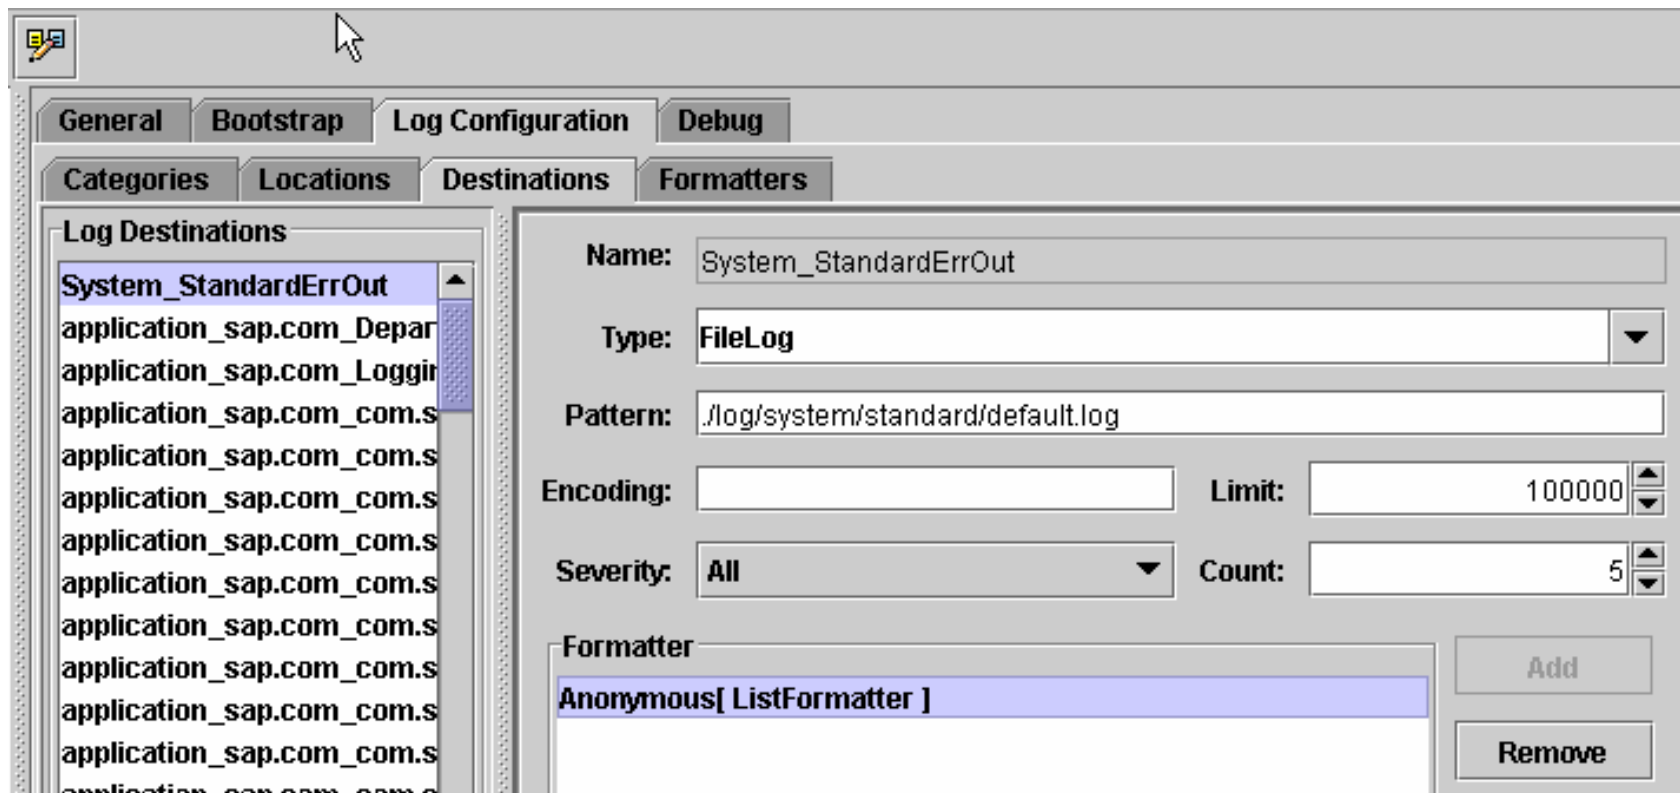 General Bootstrap Log Configuration Debug
Categories Locations Destinations Formatters
Log Destinations
System_StandardErrOut
application_sap.com_Depar
application_sap.com_Loggin
application_sap.com_com.s
application_sap.com_com.s
application_sap.com_com.s
application_sap.com_com.s
application_sap.com_com.s
application_sap.com_com.s
application_sap.com_com.s
application_sap.com_com.s
application_sap.com_com.s
Name: System_StandardErrOut
Type: FileLog
Pattern: ./log/system/standard/default.log
Encoding: Limit: 100000
Severity: All Count: 5
Formatter
Anonymous[ ListFormatter ]
Add
Remove